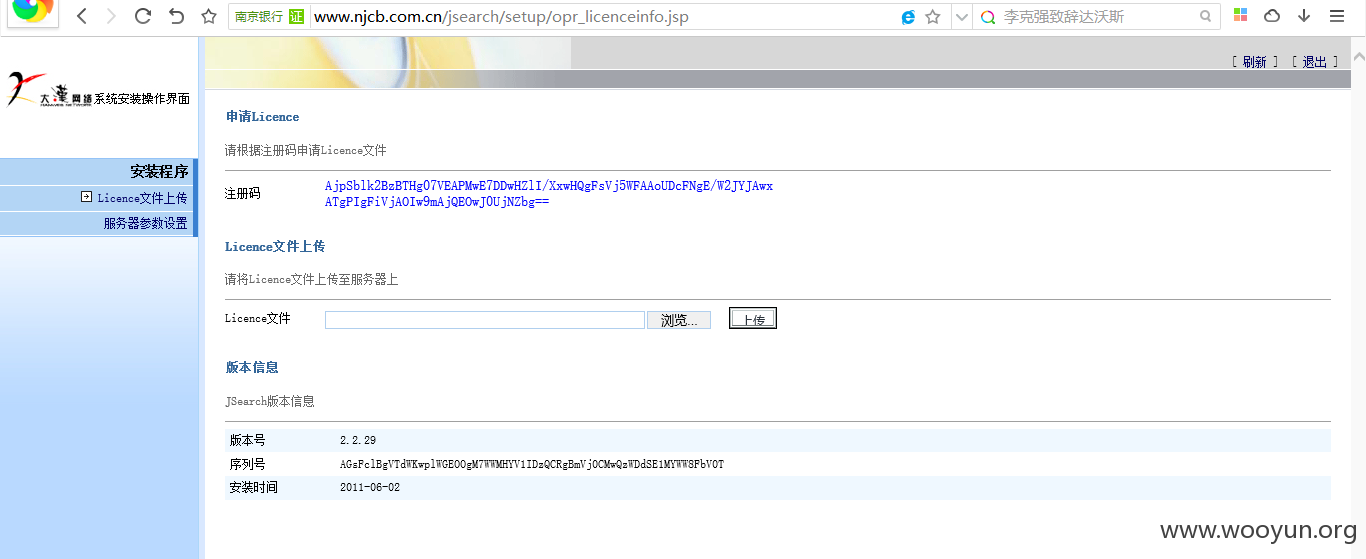 南京银行 证 www.njcb.com.cn/jsearch/setup/opr_licenceinfo.jsp 李克强致辞达沃斯
[ 刷新 ] [ 退出 ]
大漢网络 系统安装操作界面
安装程序
Licence文件上传
服务器参数设置
申请Licence
请根据注册码申请Licence文件
注册码
AjpSblk2BzBTHg07VEAPMwE7DDwHZlI/XxwHQgFsVj5WFAAoUDcFNgE/W2JYJAwx
ATgPIgFiVjAOIw9mAjQEOwJ0UjNZbg==
Licence文件上传
请将Licence文件上传至服务器上
Licence文件 浏览... 上传
版本信息
JSearch版本信息
版本号 2.2.29
序列号 AGsFclBgVTdWKwplWGEOOgM7WWMHYV1IDzQCRgBmVj0CMwQzWDdSE1MYWW8FbV0T
安装时间 2011-06-02
www.wooyun.org